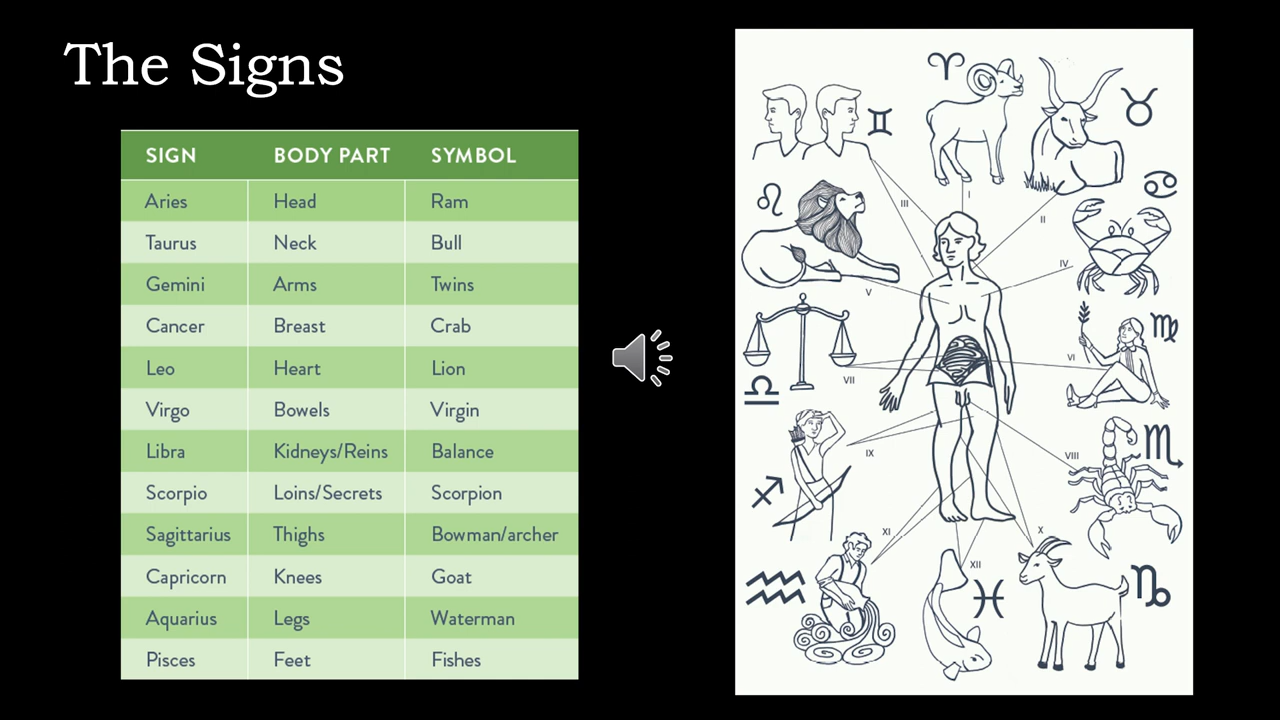 The Signs
SIGN BODY PART SYMBOL
Aries Head Ram
Taurus Neck Bull
Gemini Arms Twins
Cancer Breast Crab
Leo Heart Lion
Virgo Bowels Virgin
Libra Kidneys/Reins Balance
Scorpio Loins/Secrets Scorpion
Sagittarius Thighs Bowman/archer
Capricorn Knees Goat
Aquarius Legs Waterman
Pisces Feet Fishes
♈
♉
♊
♋
♌
I
III
II
IV
V
♍
VI
VII
♎
♏
IX
VIII
♐
XI
X
XII
♒
♓
♑